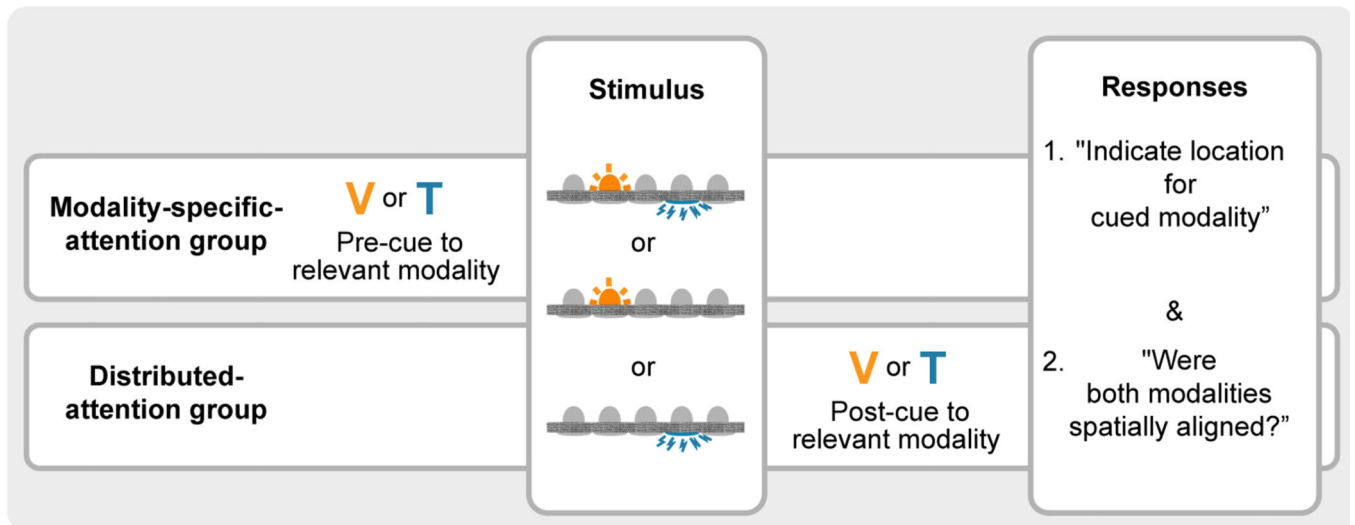 Stimulus
Responses
Modality-specific-
attention group
V or T
Pre-cue to
relevant modality
or
or
Distributed-
attention group
V or T
Post-cue to
relevant modality
1. "Indicate location
for
cued modality”
&
2. "Were
both modalities
spatially aligned?”